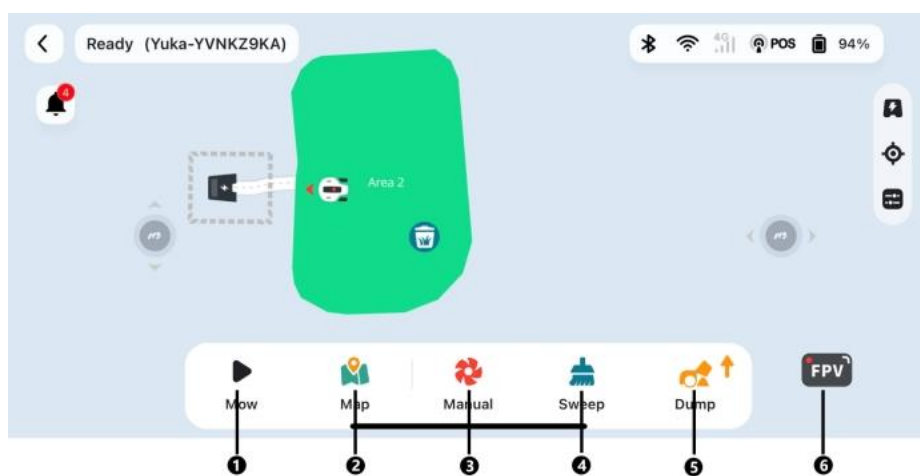 Ready (Yuka-YVNKZ9KA)
4G POS 94%
4
Area 2
Mow Map Manual Sweep Dump FPV
1 2 3 4 5 6